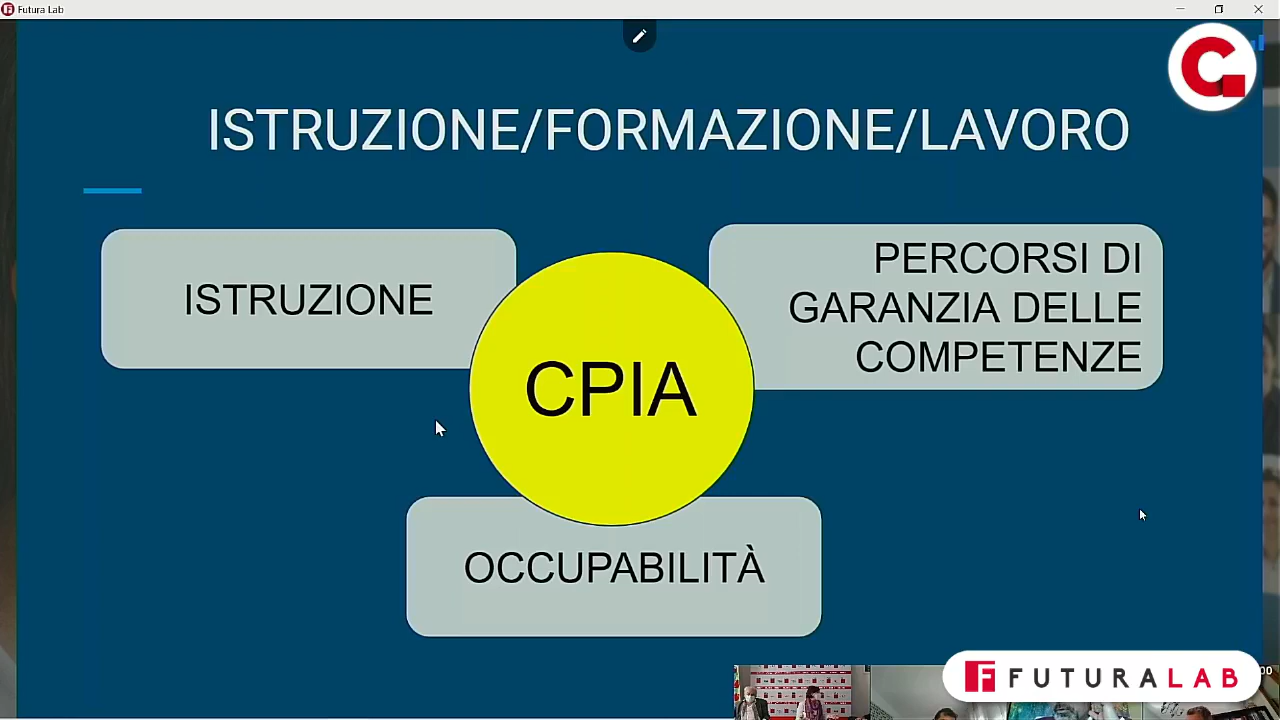 Futura Lab
ISTRUZIONE/FORMAZIONE/LAVORO
ISTRUZIONE
PERCORSI DI
GARANZIA DELLE
COMPETENZE
CPIA
OCCUPABILITÀ
FUTURALAB